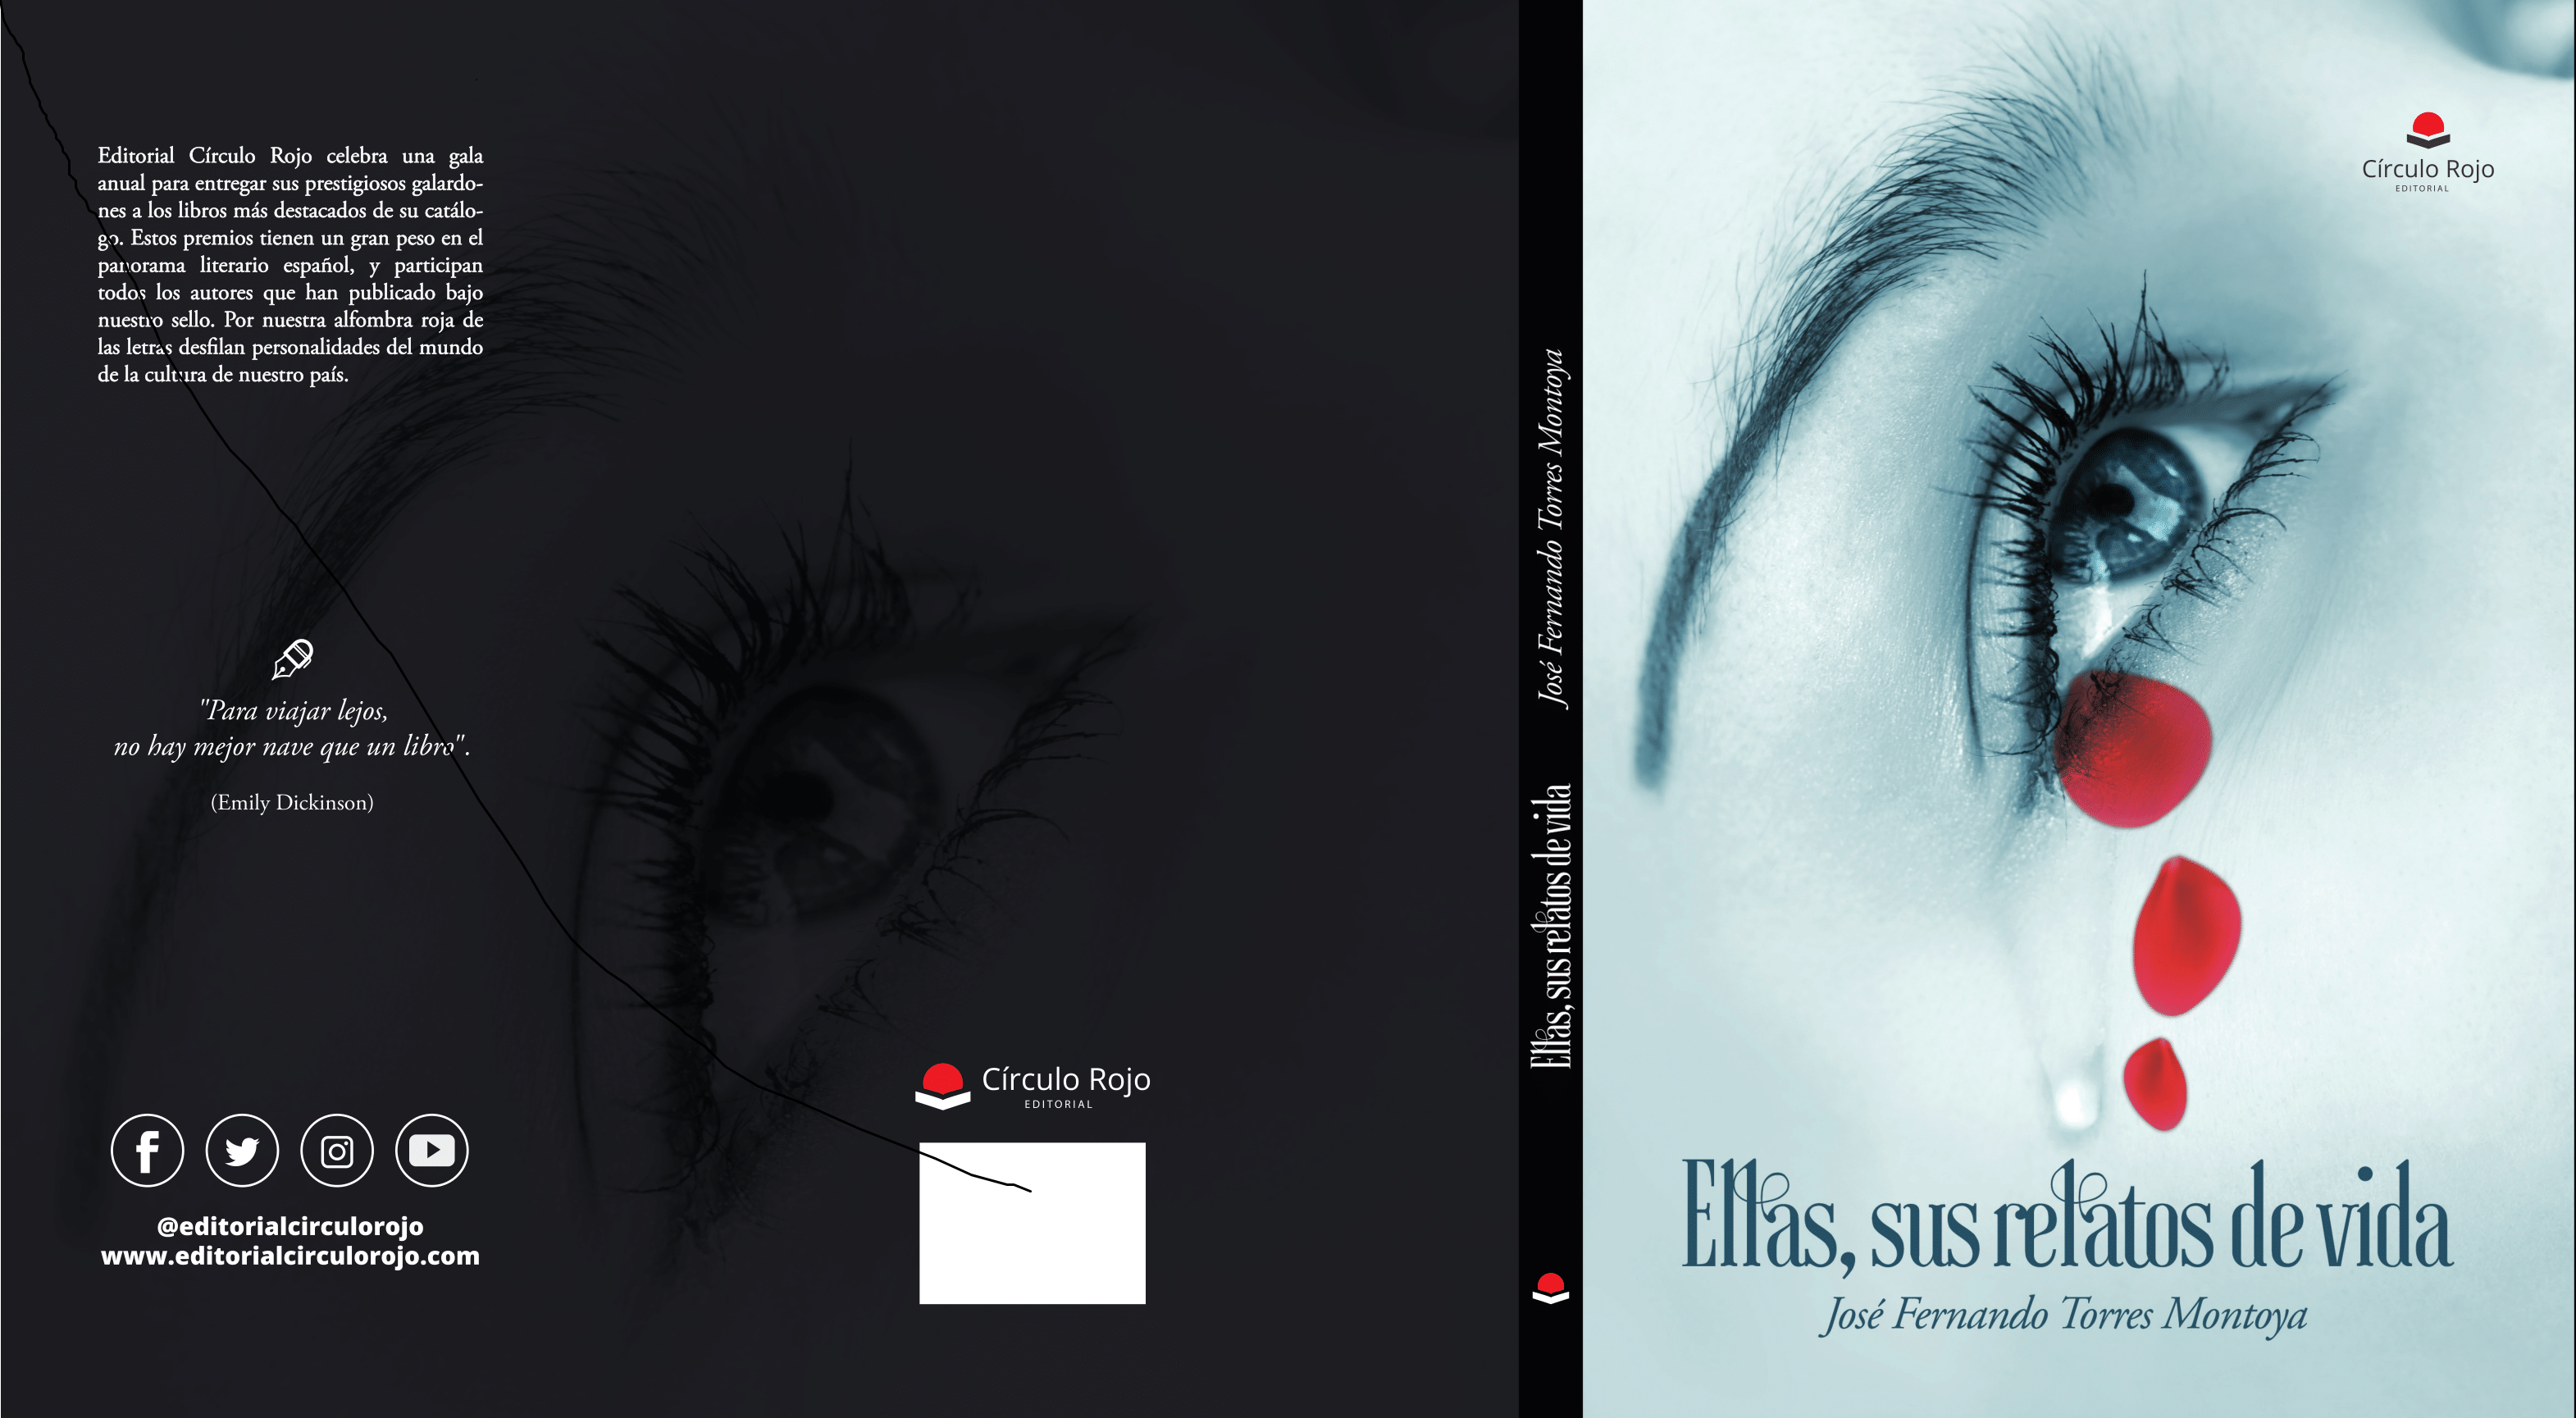 Editorial Círculo Rojo celebra una gala
anual para entregar sus prestigiosos galardo-
nes a los libros más destacados de su catálo-
go. Estos premios tienen un gran peso en el
panorama literario español, y participan
todos los autores que han publicado bajo
nuestro sello. Por nuestra alfombra roja de
las letras desfilan personalidades del mundo
de la cultura de nuestro país.
"Para viajar lejos,
no hay mejor nave que un libro".
(Emily Dickinson)
@editorialcirculorojo
www.editorialcirculorojo.com
Círculo Rojo
EDITORIAL
José Fernando Torres Montoya
Ellas, sus relatos de vida
Círculo Rojo
EDITORIAL
Ellas, sus relatos de vida
José Fernando Torres Montoya